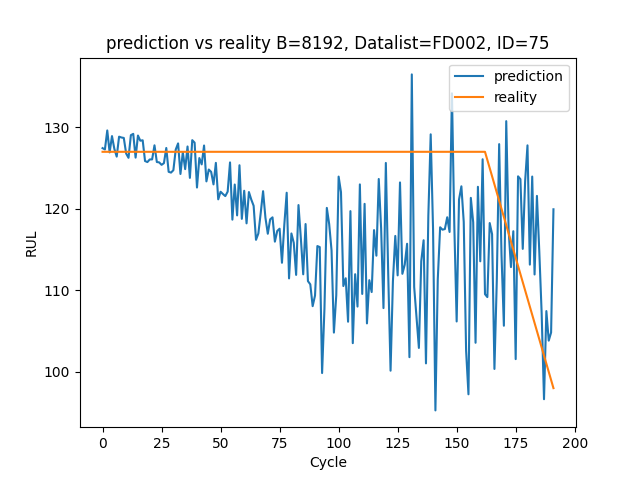 prediction vs reality B=8192, Datalist=FD002, ID=75
prediction
reality
130
120
110
100
RUL
0 25 50 75 100 125 150 175 200
Cycle